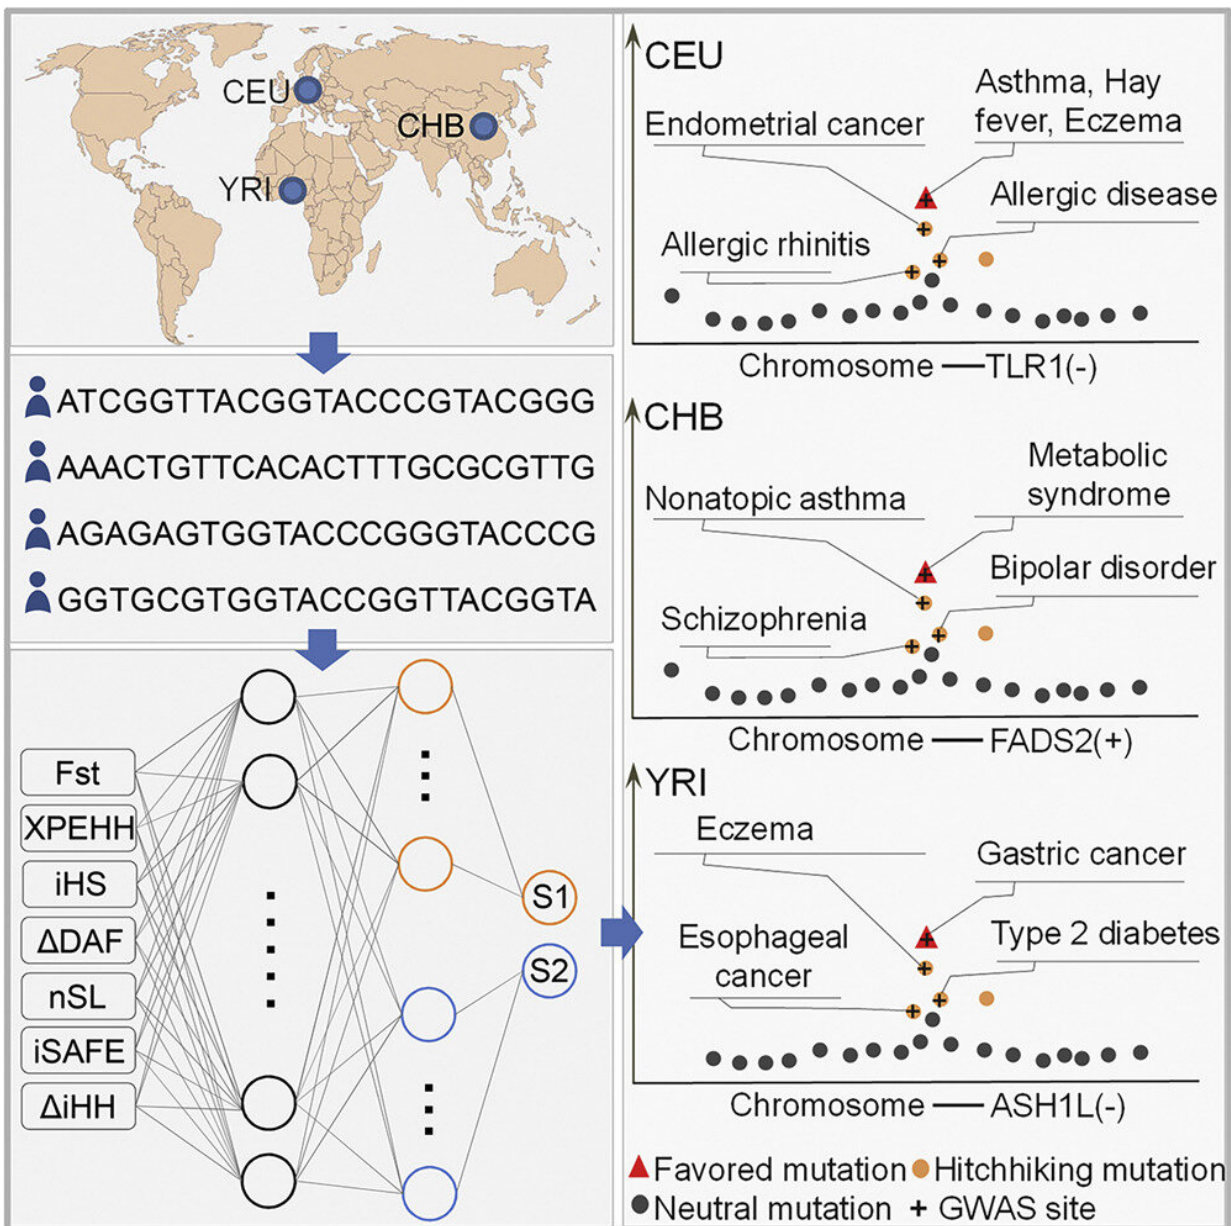 CEU
CHB
YRI
ATCGGTTACGGTACCCGTACGGG
AAACTGTTCACACTTTGCGCGTTG
AGAGAGTGGTACCCGGGTACCCG
GGTGCGTGGTACCGGTTACGGTA
Fst
XPEHH
iHS
ΔDAF
nSL
iSAFE
ΔiHH
S1
S2
CEU
Asthma, Hay
fever, Eczema
Endometrial cancer
Allergic disease
Allergic rhinitis
Chromosome — TLR1(-)
CHB
Metabolic
syndrome
Nonatopic asthma
Bipolar disorder
Schizophrenia
Chromosome — FADS2(+)
YRI
Eczema
Gastric cancer
Esophageal
cancer
Type 2 diabetes
Chromosome — ASH1L(-)
Favored mutation Hitchhiking mutation
Neutral mutation + GWAS site